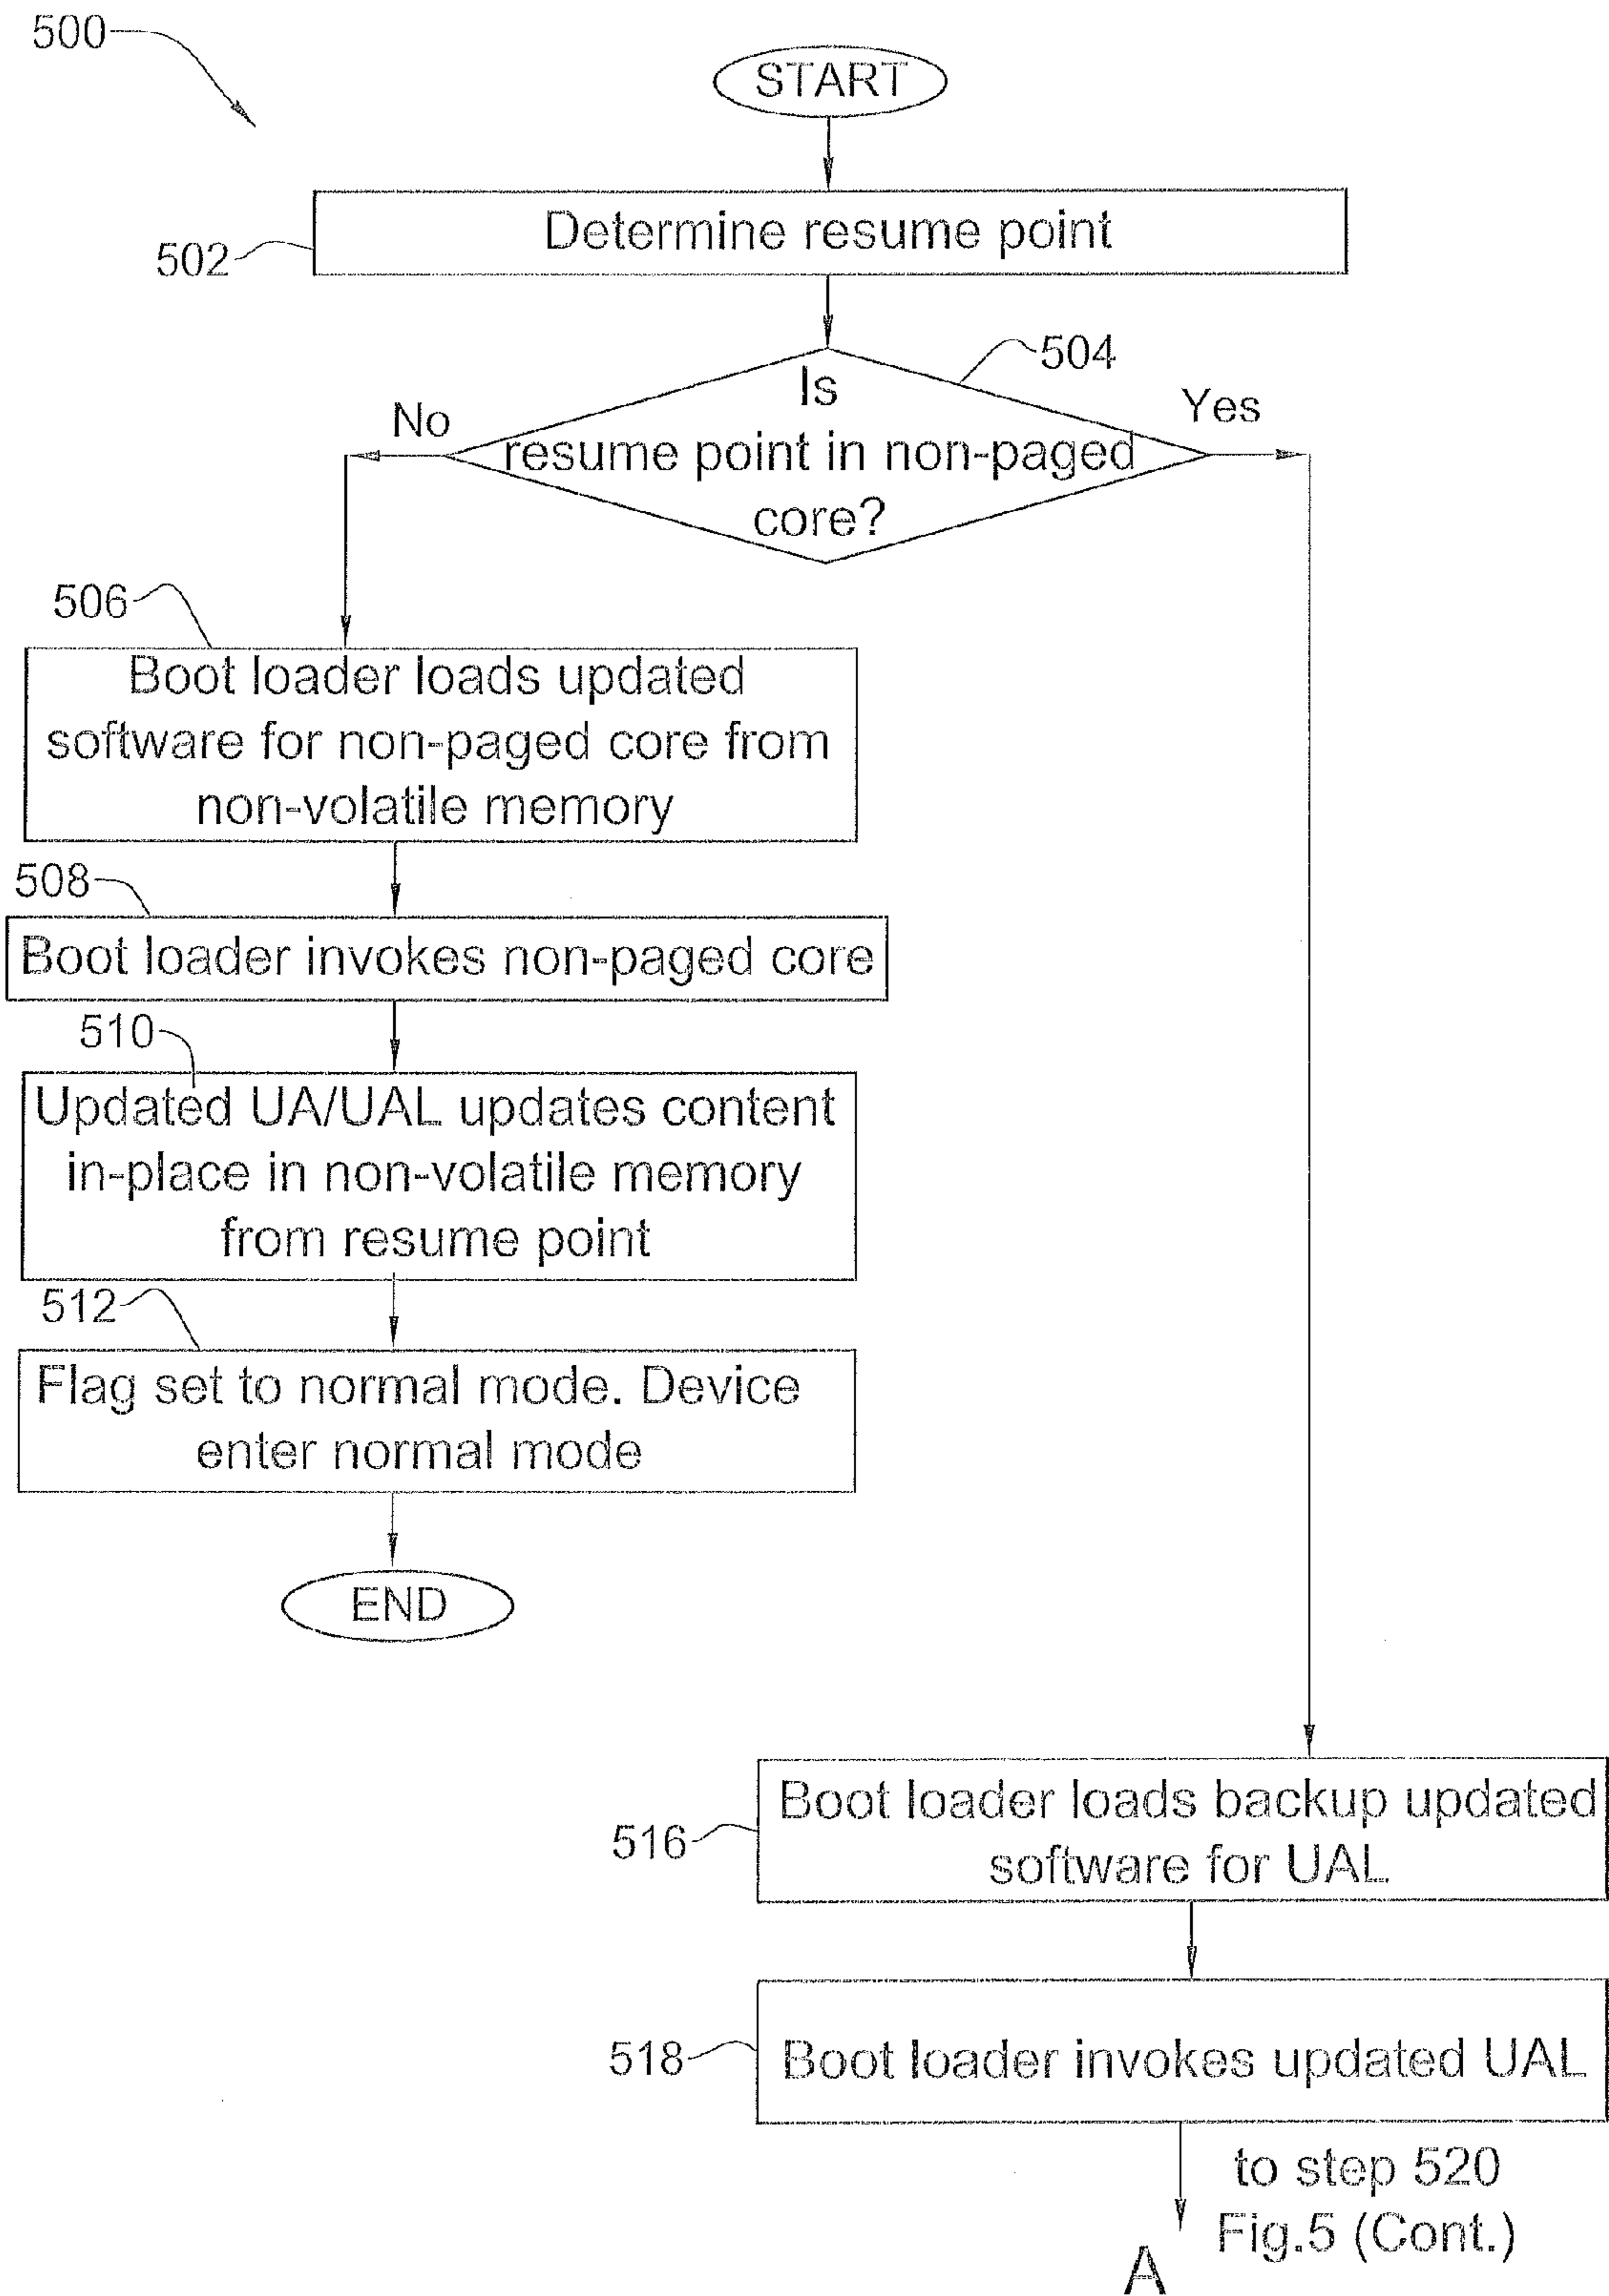 500
START
502
Determine resume point
504
No
Yes
Is
resume point in non-paged
core?
506
Boot loader loads updated
software for non-paged core from
non-volatile memory
508
Boot loader invokes non-paged core
510
Updated UA/UAL updates content
in-place in non-volatile memory
from resume point
512
Flag set to normal mode. Device
enter normal mode
END
516
Boot loader loads backup updated
software for UAL
518
Boot loader invokes updated UAL
to step 520
Fig.5 (Cont.)
A